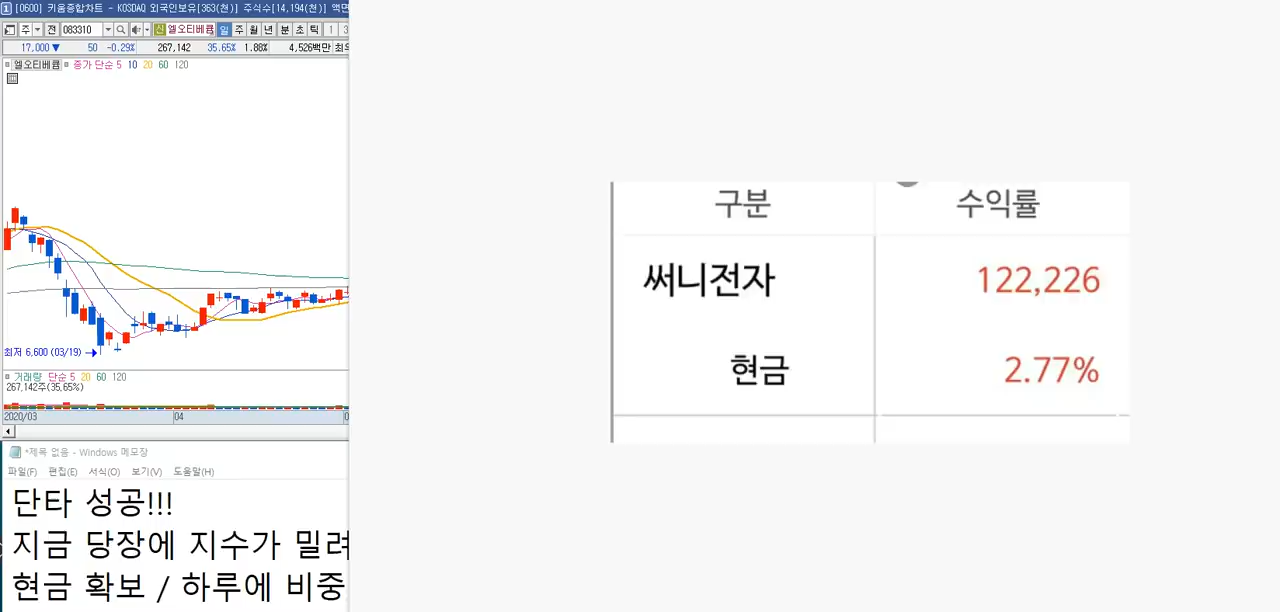 [0600] 키움종합차트 - KOSDAQ 외국인보유[363(천)] 주식수[14,194(천)] 액면
주 전 083310 신 엘오티베큠 일 주 월 년 분 초 틱 1 3
17,000 ▼ 50 -0.29% 267,142 35.65% 1.88% 4,526백만 최우
엘오티베큠 종가 단순 5 10 20 60 120
최저 6,600 (03/19)
거래량 단순 5 20 60 120
267,142주(35,65%)
2020/03 04 0
*제목 없음 - Windows 메모장
파일(F) 편집(E) 서식(O) 보기(V) 도움말(H)
단타 성공!!!
지금 당장에 지수가 밀려
현금 확보 / 하루에 비중
구분 수익률
써니전자 122,226
현금 2.77%